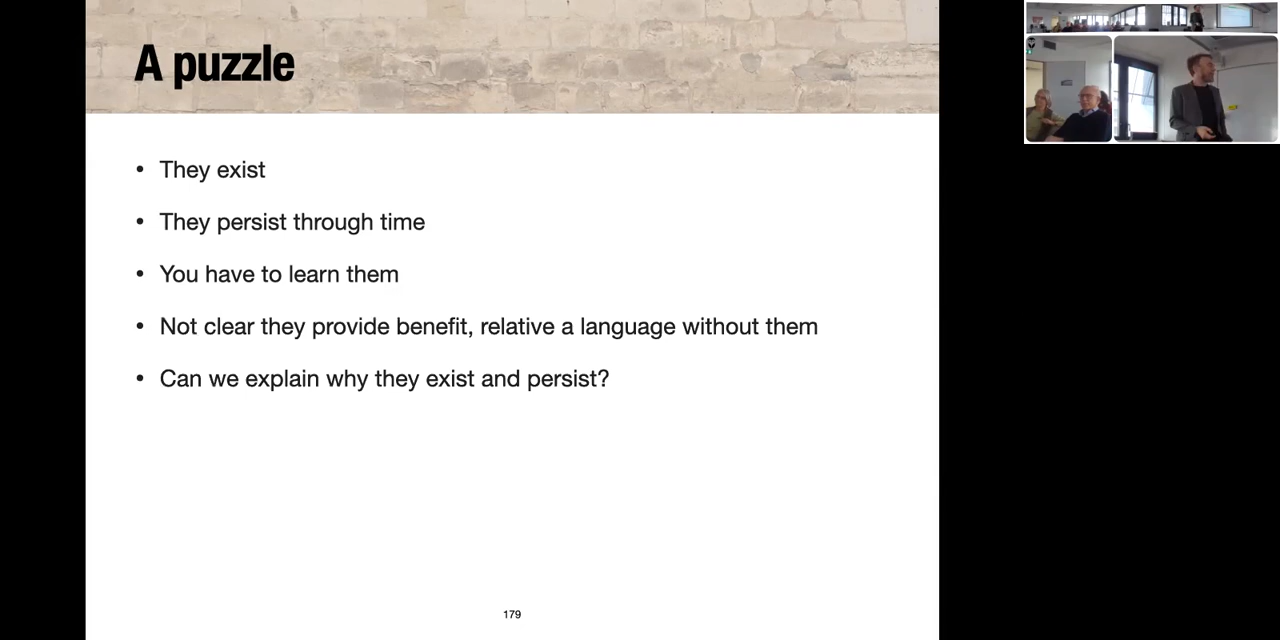 A puzzle
• They exist
• They persist through time
• You have to learn them
• Not clear they provide benefit, relative a language without them
• Can we explain why they exist and persist?
179